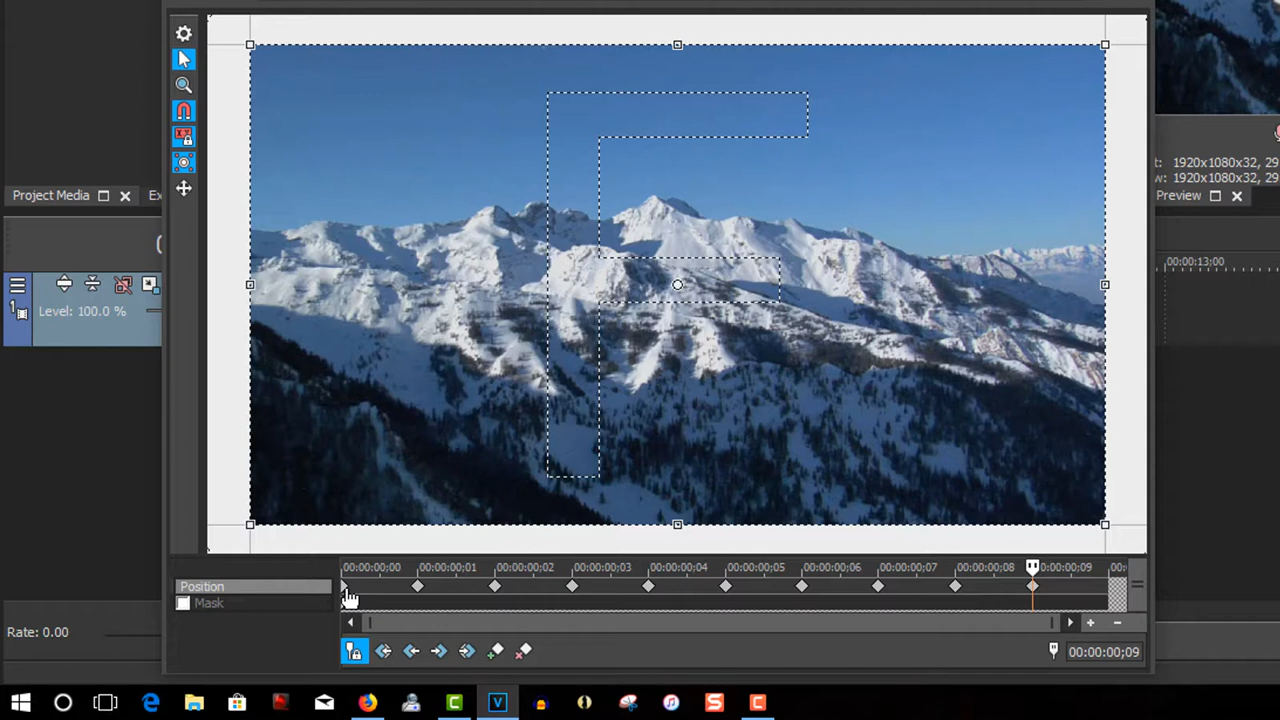 t: 1920x1080x32, 29
w: 1920x1080x32, 29
Project Media
Ex
Preview
00:00:13:00
1
Level: 100.0 %
00:00:00;00 00:00:00;01 00:00:00;02 00:00:00;03 00:00:00;04 00:00:00;05 00:00:00;06 00:00:00;07 00:00:00;08 00:00:00;09 00:
Position
Mask
Rate: 0.00
00:00:00;09